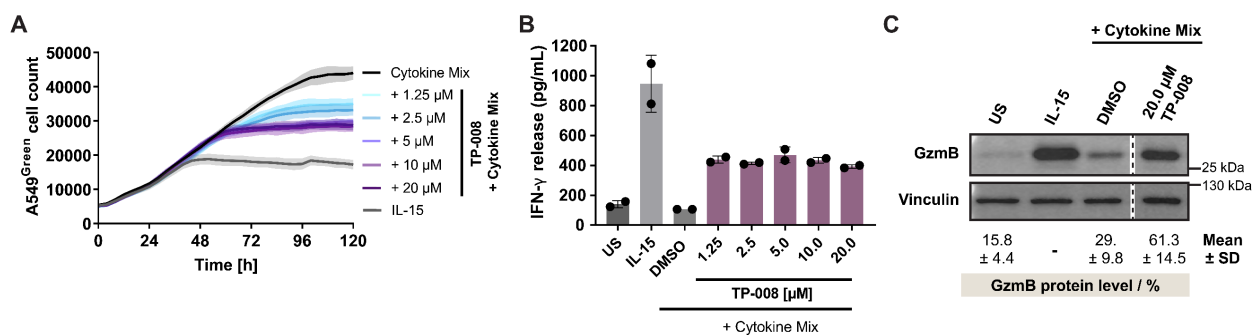 A
A549Green cell count
50000
40000
30000
20000
10000
0
0 24 48 72 96 120
Time [h]
Cytokine Mix
+ 1.25 µM
+ 2.5 µM
+ 5 µM
+ 10 µM
+ 20 µM
IL-15
TP-008
+ Cytokine Mix
B
IFN-γ release (pg/mL)
1200
1000
800
600
400
200
0
US IL-15 DMSO 1.25 2.5 5.0 10.0 20.0
TP-008 [µM]
+ Cytokine Mix
C
+ Cytokine Mix
US IL-15 DMSO 20.0 µM
TP-008
GzmB
25 kDa
130 kDa
Vinculin
15.8 - 29. 61.3 Mean
± 4.4 ± 9.8 ± 14.5 ± SD
GzmB protein level / %